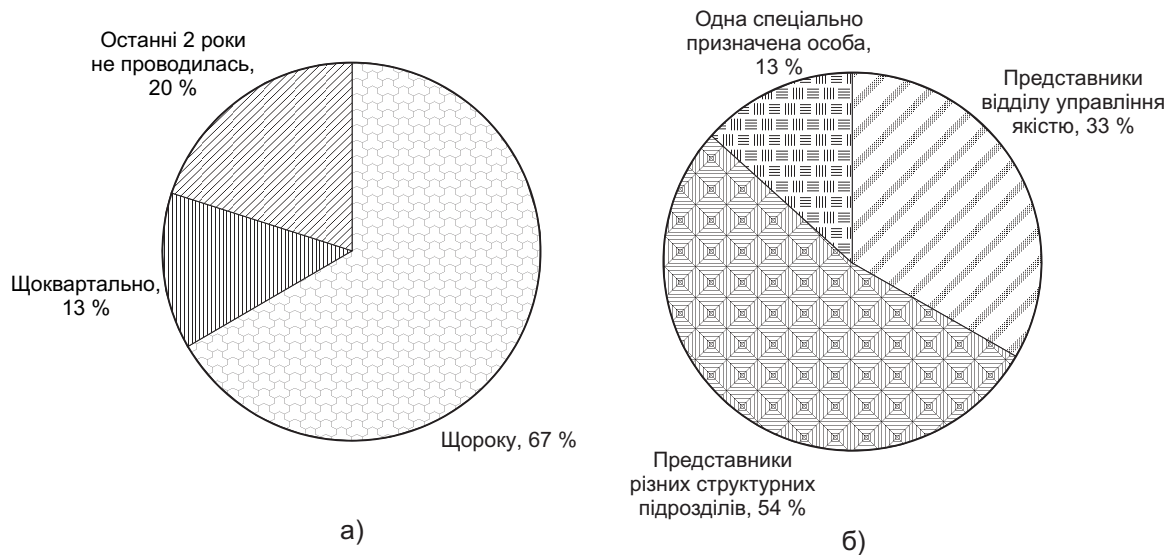 Останні 2 роки
не проводилась,
20 %
Щоквартально,
13 %
Щороку, 67 %
а)
Одна спеціально
призначена особа,
13 %
Представники
відділу управління
якістю, 33 %
Представники
різних структурних
підрозділів, 54 %
б)